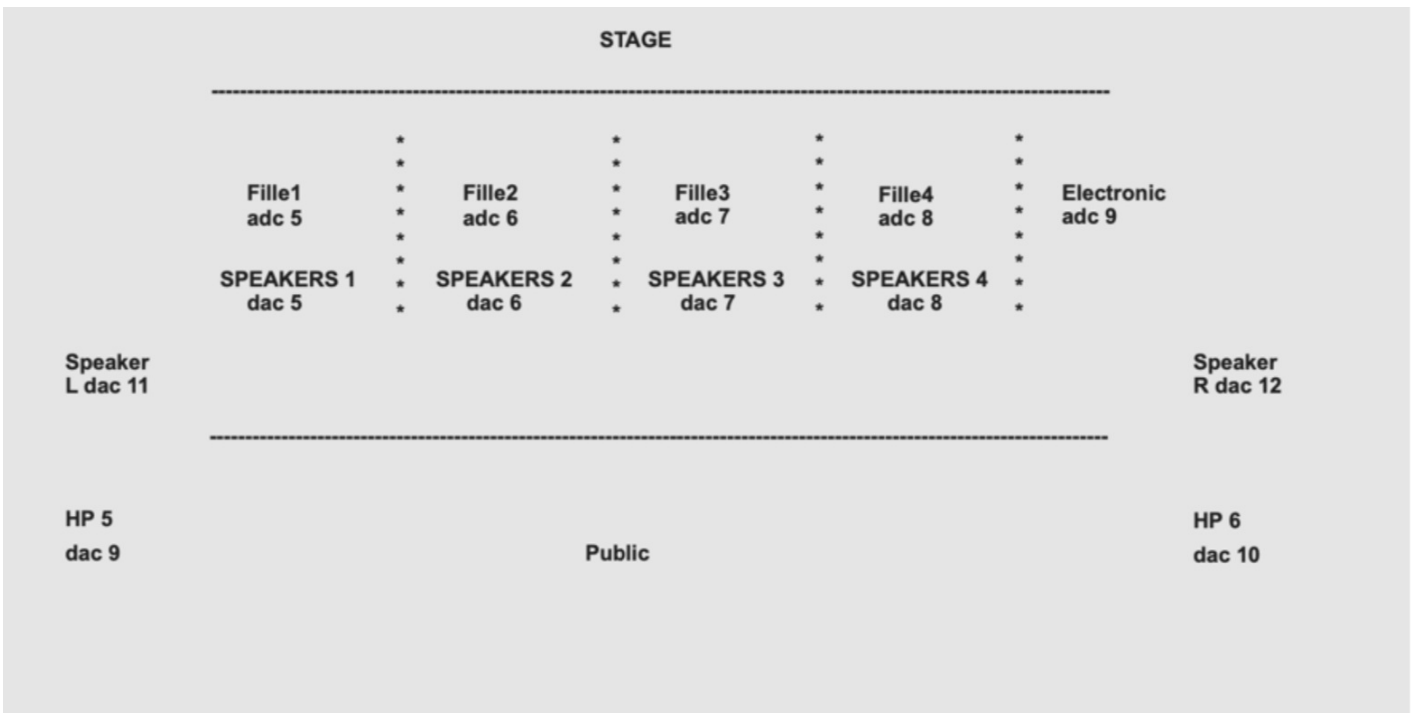 STAGE
Fille1 Fille2 Fille3 Fille4 Electronic
adc 5 adc 6 adc 7 adc 8 adc 9
SPEAKERS 1 SPEAKERS 2 SPEAKERS 3 SPEAKERS 4
dac 5 dac 6 dac 7 dac 8
Speaker Speaker
L dac 11 R dac 12
HP 5 HP 6
dac 9 Public dac 10